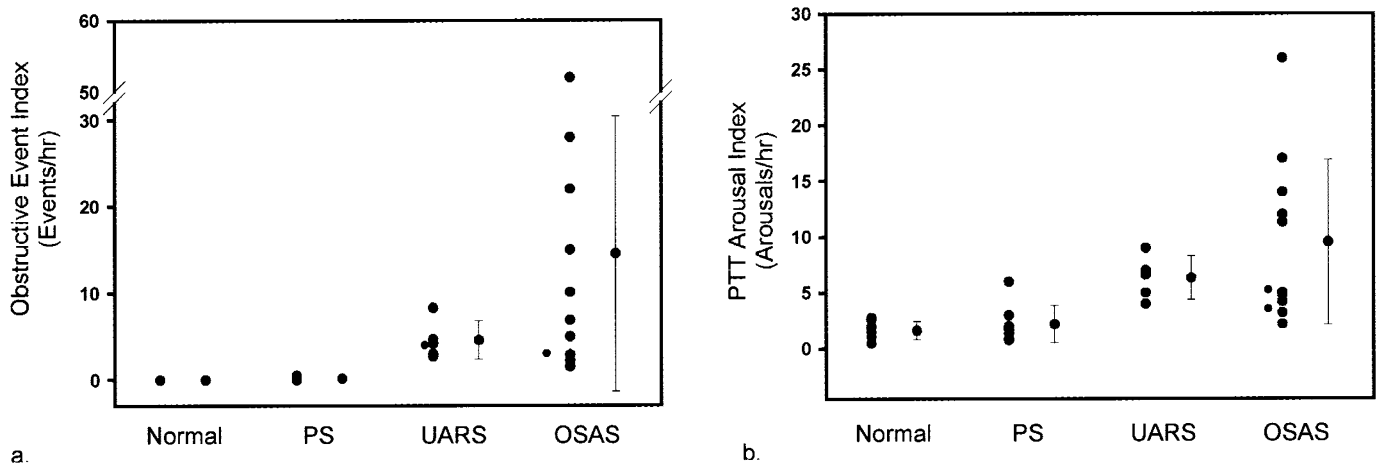 Obstructive Event Index
(Events/hr)
60
50
30
20
10
0
Normal PS UARS OSAS
a.
PTT Arousal Index
(Arousals/hr)
30
25
20
15
10
5
0
Normal PS UARS OSAS
b.